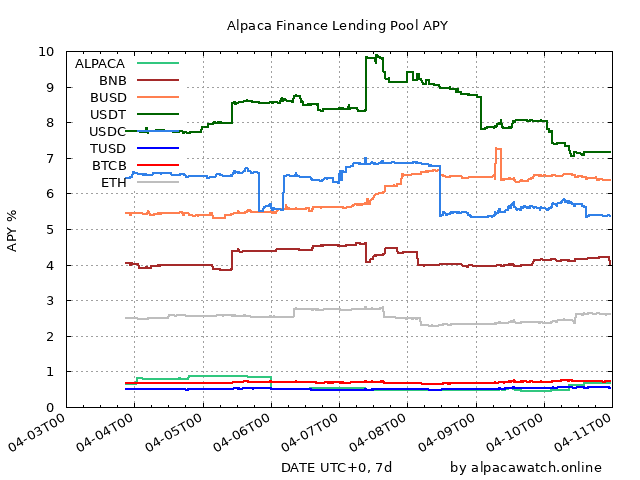 Alpaca Finance Lending Pool APY
10
9
8
7
6
5
4
3
2
1
0
APY %
ALPACA
BNB
BUSD
USDT
USDC
TUSD
BTCB
ETH
04-03T00
04-04T00
04-05T00
04-06T00
04-07T00
04-08T00
04-09T00
04-10T00
04-11T00
DATE UTC+0, 7d
by alpacawatch.online